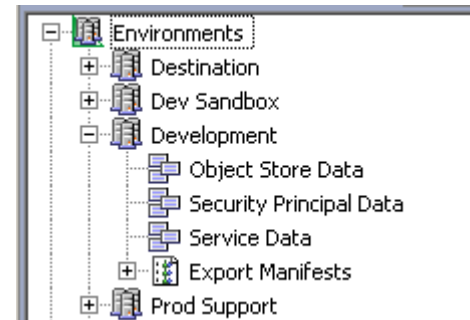 Environments
Destination
Dev Sandbox
Development
Object Store Data
Security Principal Data
Service Data
Export Manifests
Prod Support